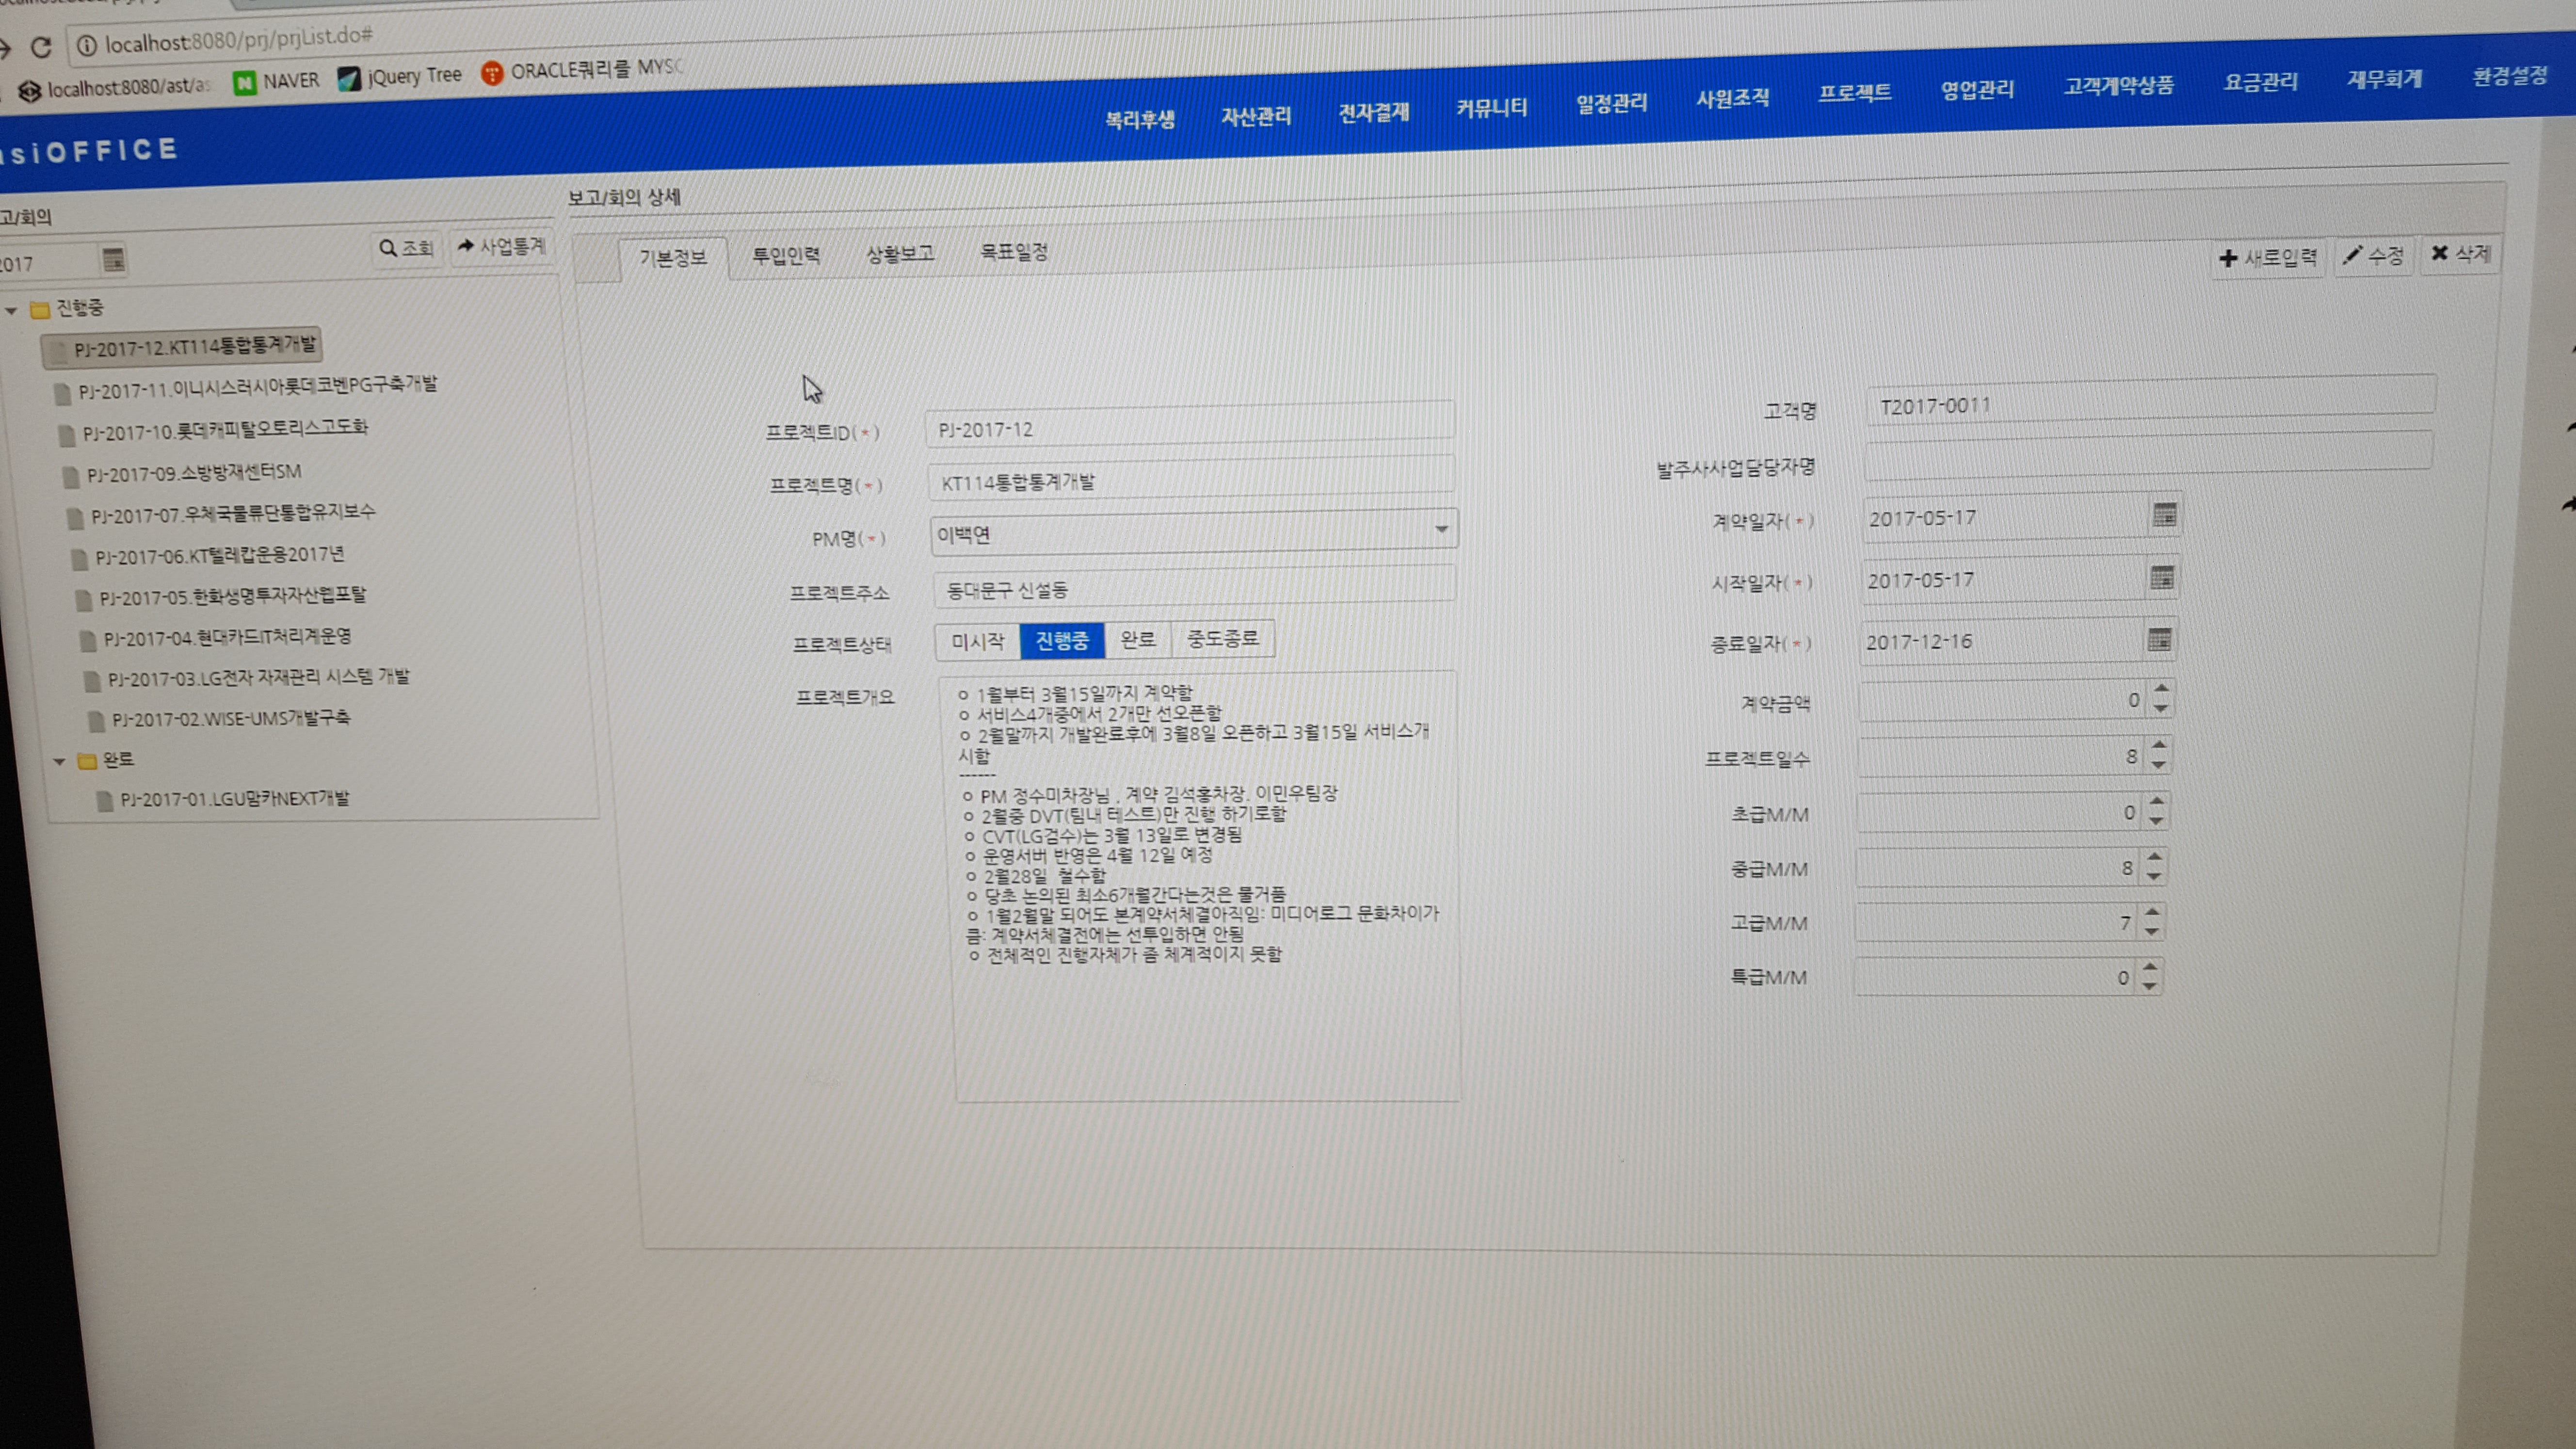 localhost:8080/prj/prjList.do#
localhost:8080/ast/as
NAVER
jQuery Tree
ORACLE쿼리를 MYSC
siOFFICE
복리후생
자산관리
전자결재
커뮤니티
일정관리
사원조직
프로젝트
영업관리
고객계약상품
요금관리
재무회계
환경설정
고/회의
2017
조회
사업통계
진행중
PJ-2017-12.KT114통합통계개발
PJ-2017-11.이니시스러시아롯데코벤PG구축개발
PJ-2017-10.롯데캐피탈오토리스고도화
PJ-2017-09.소방방재센터SM
PJ-2017-07.우체국물류단통합유지보수
PJ-2017-06.KT텔레캅운용2017년
PJ-2017-05.한화생명투자자산웹포탈
PJ-2017-04.현대카드IT처리계운영
PJ-2017-03.LG전자 자재관리 시스템 개발
PJ-2017-02.WISE-UMS개발구축
완료
PJ-2017-01.LGU맘카NEXT개발
보고/회의 상세
기본정보
투입인력
상황보고
목표일정
새로입력
수정
삭제
프로젝트ID(*)
PJ-2017-12
프로젝트명(*)
KT114통합통계개발
PM명(*)
이백연
프로젝트주소
동대문구 신설동
프로젝트상태
미시작
진행중
완료
중도종료
프로젝트개요
ㅇ 1월부터 3월15일까지 계약함
ㅇ 서비스4개중에서 2개만 선오픈함
ㅇ 2월말까지 개발완료후에 3월8일 오픈하고 3월15일 서비스개
시함
------
ㅇ PM 정수미차장님 , 계약 김석홍차장. 이민우팀장
ㅇ 2월중 DVT(팀내 테스트)만 진행 하기로함
ㅇ CVT(LG검수)는 3월 13일로 변경됨
ㅇ 운영서버 반영은 4월 12일 예정
ㅇ 2월28일  철수함
ㅇ 당초 논의된 최소6개월간다는것은 물거품
ㅇ 1월2월말 되어도 본계약서체결아직임: 미디어로그 문화차이가
큼: 계약서체결전에는 선투입하면 안됨
ㅇ 전체적인 진행자체가 좀 체계적이지 못함
고객명
T2017-0011
발주사사업담당자명
계약일자(*)
2017-05-17
시작일자(*)
2017-05-17
종료일자(*)
2017-12-16
계약금액
0
프로젝트일수
8
초급M/M
0
중급M/M
8
고급M/M
7
특급M/M
0